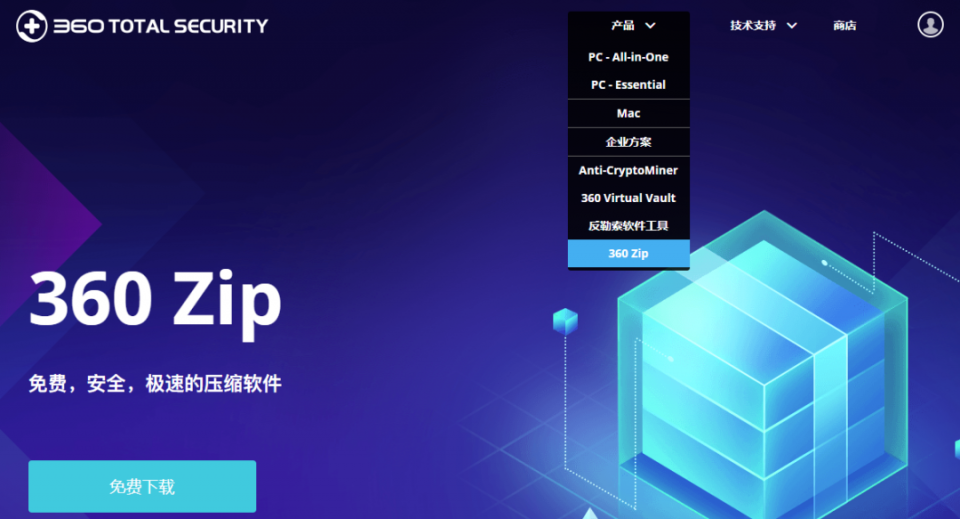 360 TOTAL SECURITY
产品
技术支持
商店
PC - All-in-One
PC - Essential
Mac
企业方案
Anti-CryptoMiner
360 Virtual Vault
反勒索软件工具
360 Zip
360 Zip
免费，安全，极速的压缩软件
免费下载